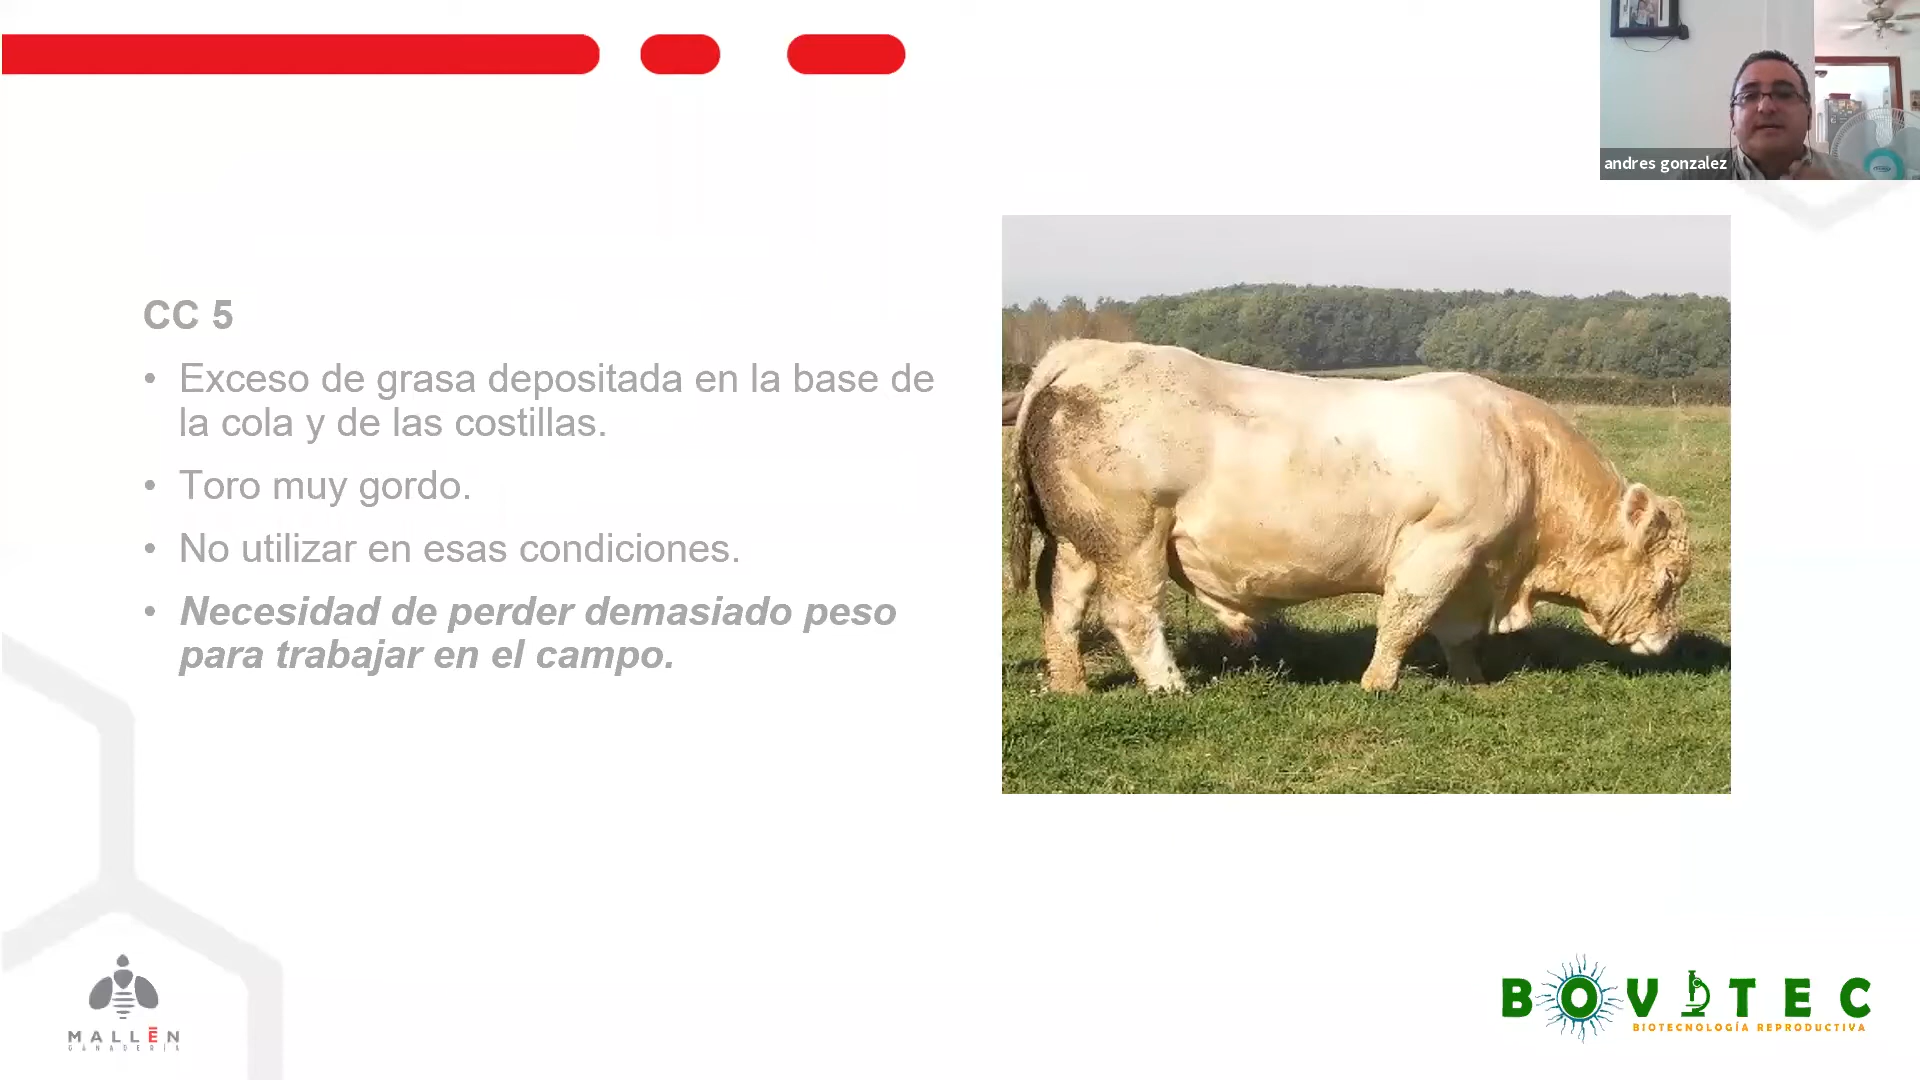 andres gonzalez
CC 5
• Exceso de grasa depositada en la base de
la cola y de las costillas.
• Toro muy gordo.
• No utilizar en esas condiciones.
• Necesidad de perder demasiado peso
para trabajar en el campo.
MALLĒN
GANADERÍA
BOVITEC
BIOTECNOLOGÍA REPRODUCTIVA